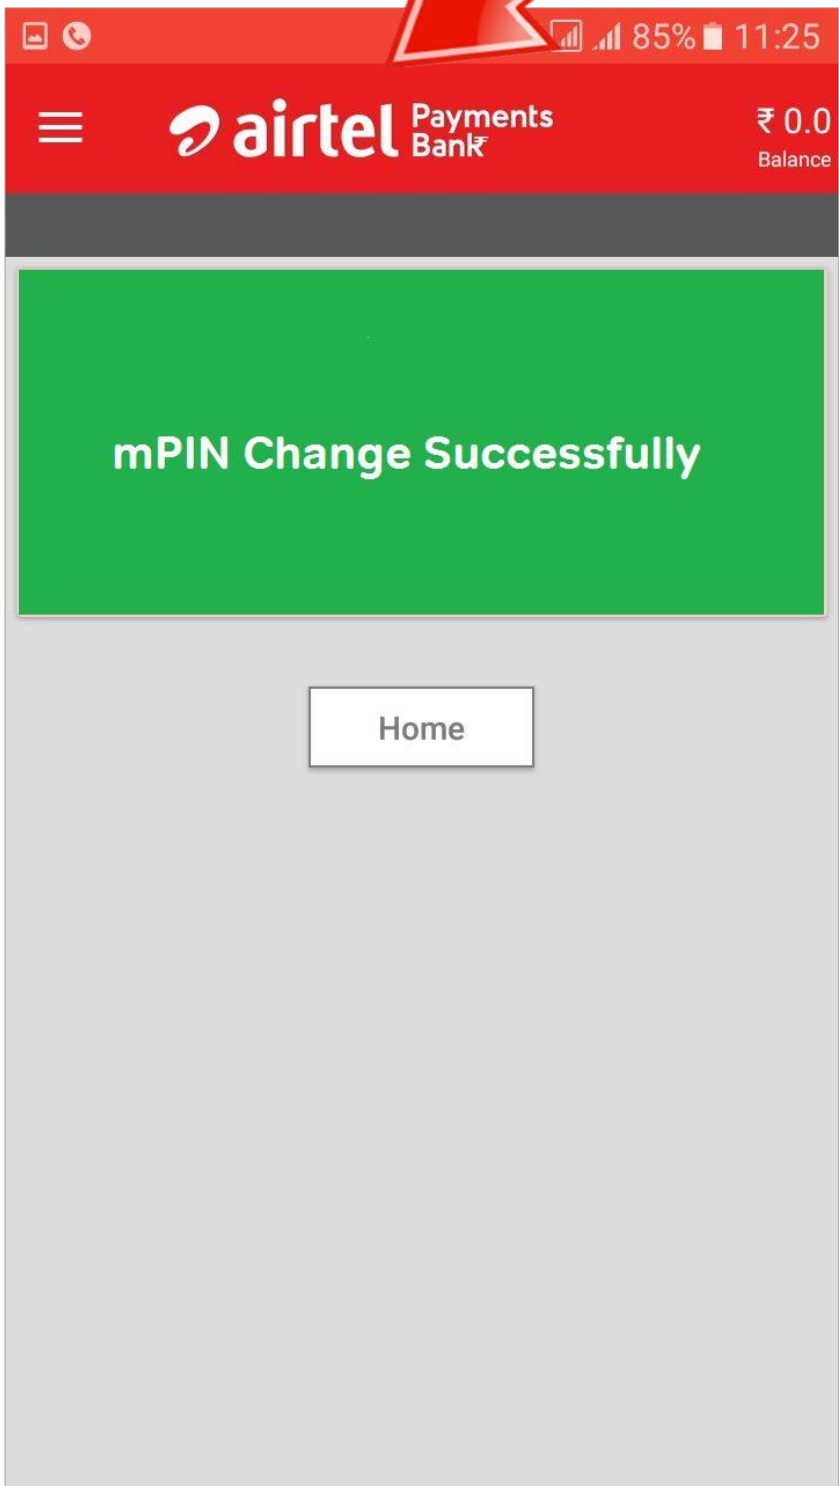 85% 11:25
airtel Payments Bank
₹ 0.0
Balance
mPIN Change Successfully
Home